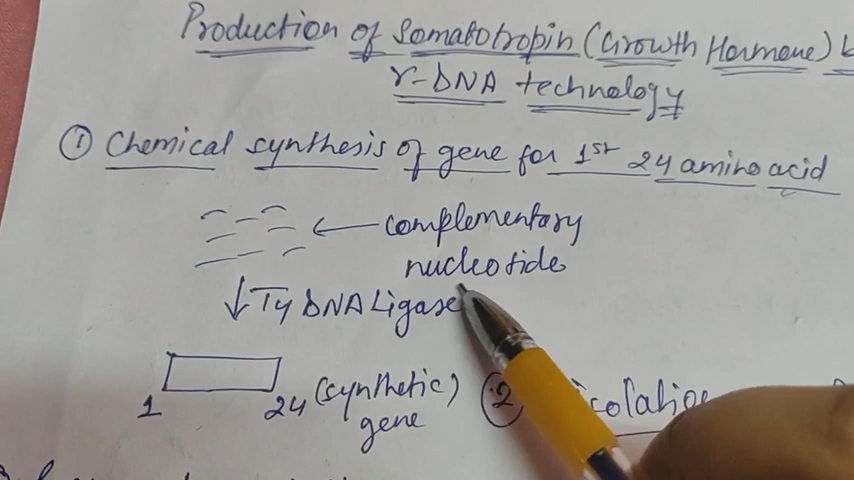 Production of Somatotropin (Growth Hormone)
r-DNA technology
① Chemical synthesis of gene for 1st 24 amino acid
complementary
nucleotide
T4 DNA Ligase
1 24 (synthetic) ②
gene